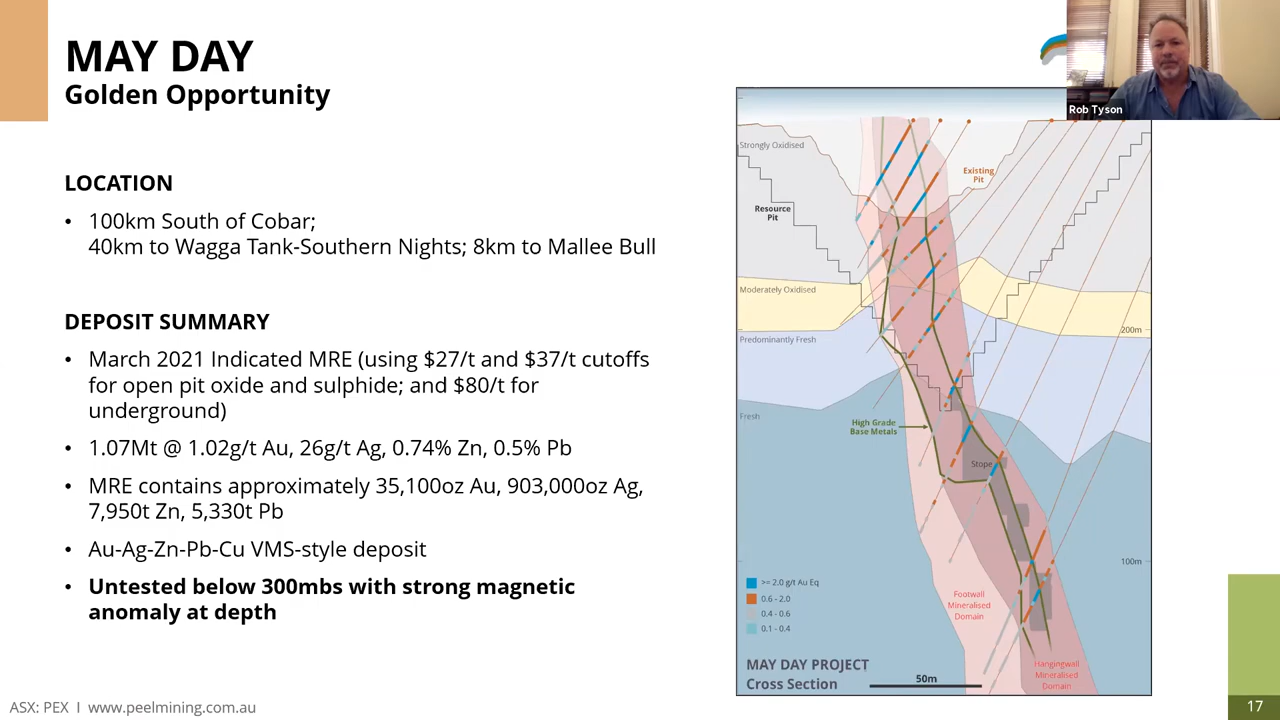 MAY DAY
Golden Opportunity
LOCATION
• 100km South of Cobar;
40km to Wagga Tank-Southern Nights; 8km to Mallee Bull
DEPOSIT SUMMARY
• March 2021 Indicated MRE (using $27/t and $37/t cutoffs
for open pit oxide and sulphide; and $80/t for
underground)
• 1.07Mt @ 1.02g/t Au, 26g/t Ag, 0.74% Zn, 0.5% Pb
• MRE contains approximately 35,100oz Au, 903,000oz Ag,
7,950t Zn, 5,330t Pb
• Au-Ag-Zn-Pb-Cu VMS-style deposit
• Untested below 300mbs with strong magnetic
anomaly at depth
ASX: PEX I www.peelmining.com.au
Rob Tyson
Strongly Oxidised
Existing
Pit
Resource
Pit
Moderately Oxidised
200m
Predominantly Fresh
Fresh
High Grade
Base Metals
Stope
100m
>= 2.0 g/t Au Eq
0.6 - 2.0
0.4 - 0.6
0.1 - 0.4
Footwall
Mineralised
Domain
Hangingwall
Mineralised
Domain
MAY DAY PROJECT
Cross Section
50m
17